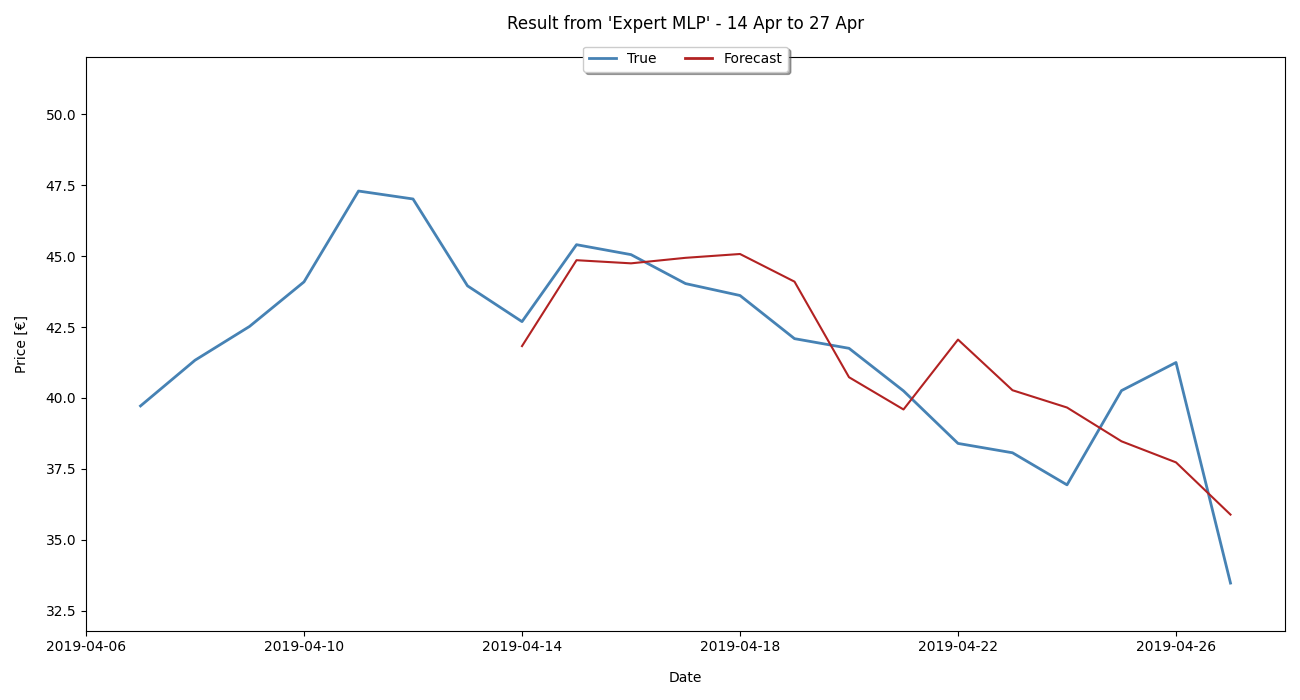 Result from 'Expert MLP' - 14 Apr to 27 Apr
True Forecast
Price [€]
50.0
47.5
45.0
42.5
40.0
37.5
35.0
32.5
2019-04-06 2019-04-10 2019-04-14 2019-04-18 2019-04-22 2019-04-26
Date